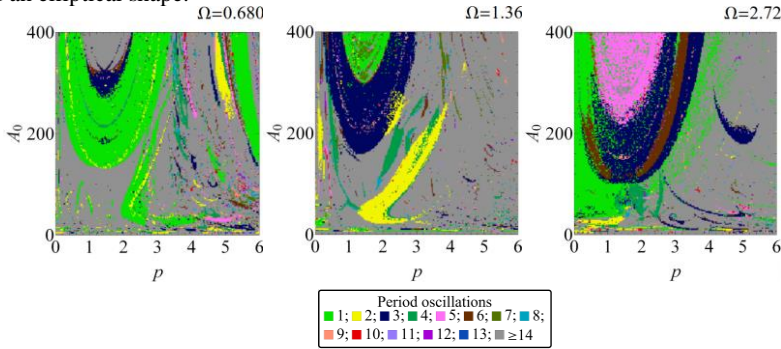 an elliptical shape.
Ω=0.680
Ω=1.36
Ω=2.72
A₀
400
200
0
0 1 2 3 4 5 6
p
A₀
400
200
0
0 1 2 3 4 5 6
p
A₀
400
200
0
0 1 2 3 4 5 6
p
Period oscillations
1; 2; 3; 4; 5; 6; 7; 8;
9; 10; 11; 12; 13; ≥14